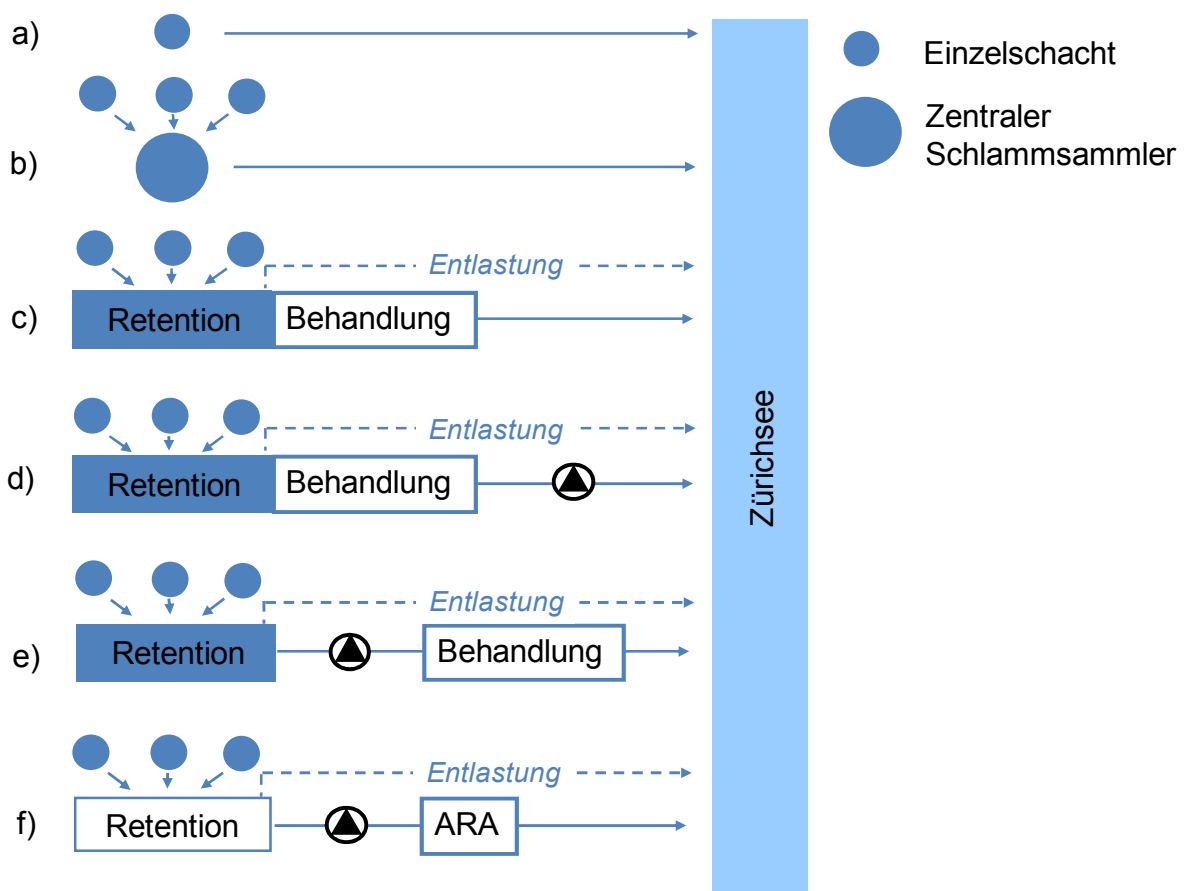 a)
Einzelschacht
Zentraler
Schlammsammler
b)
Entlastung
c)
Retention
Behandlung
Entlastung
d)
Retention
Behandlung
Zürichsee
Entlastung
e)
Retention
Behandlung
Entlastung
f)
Retention
ARA